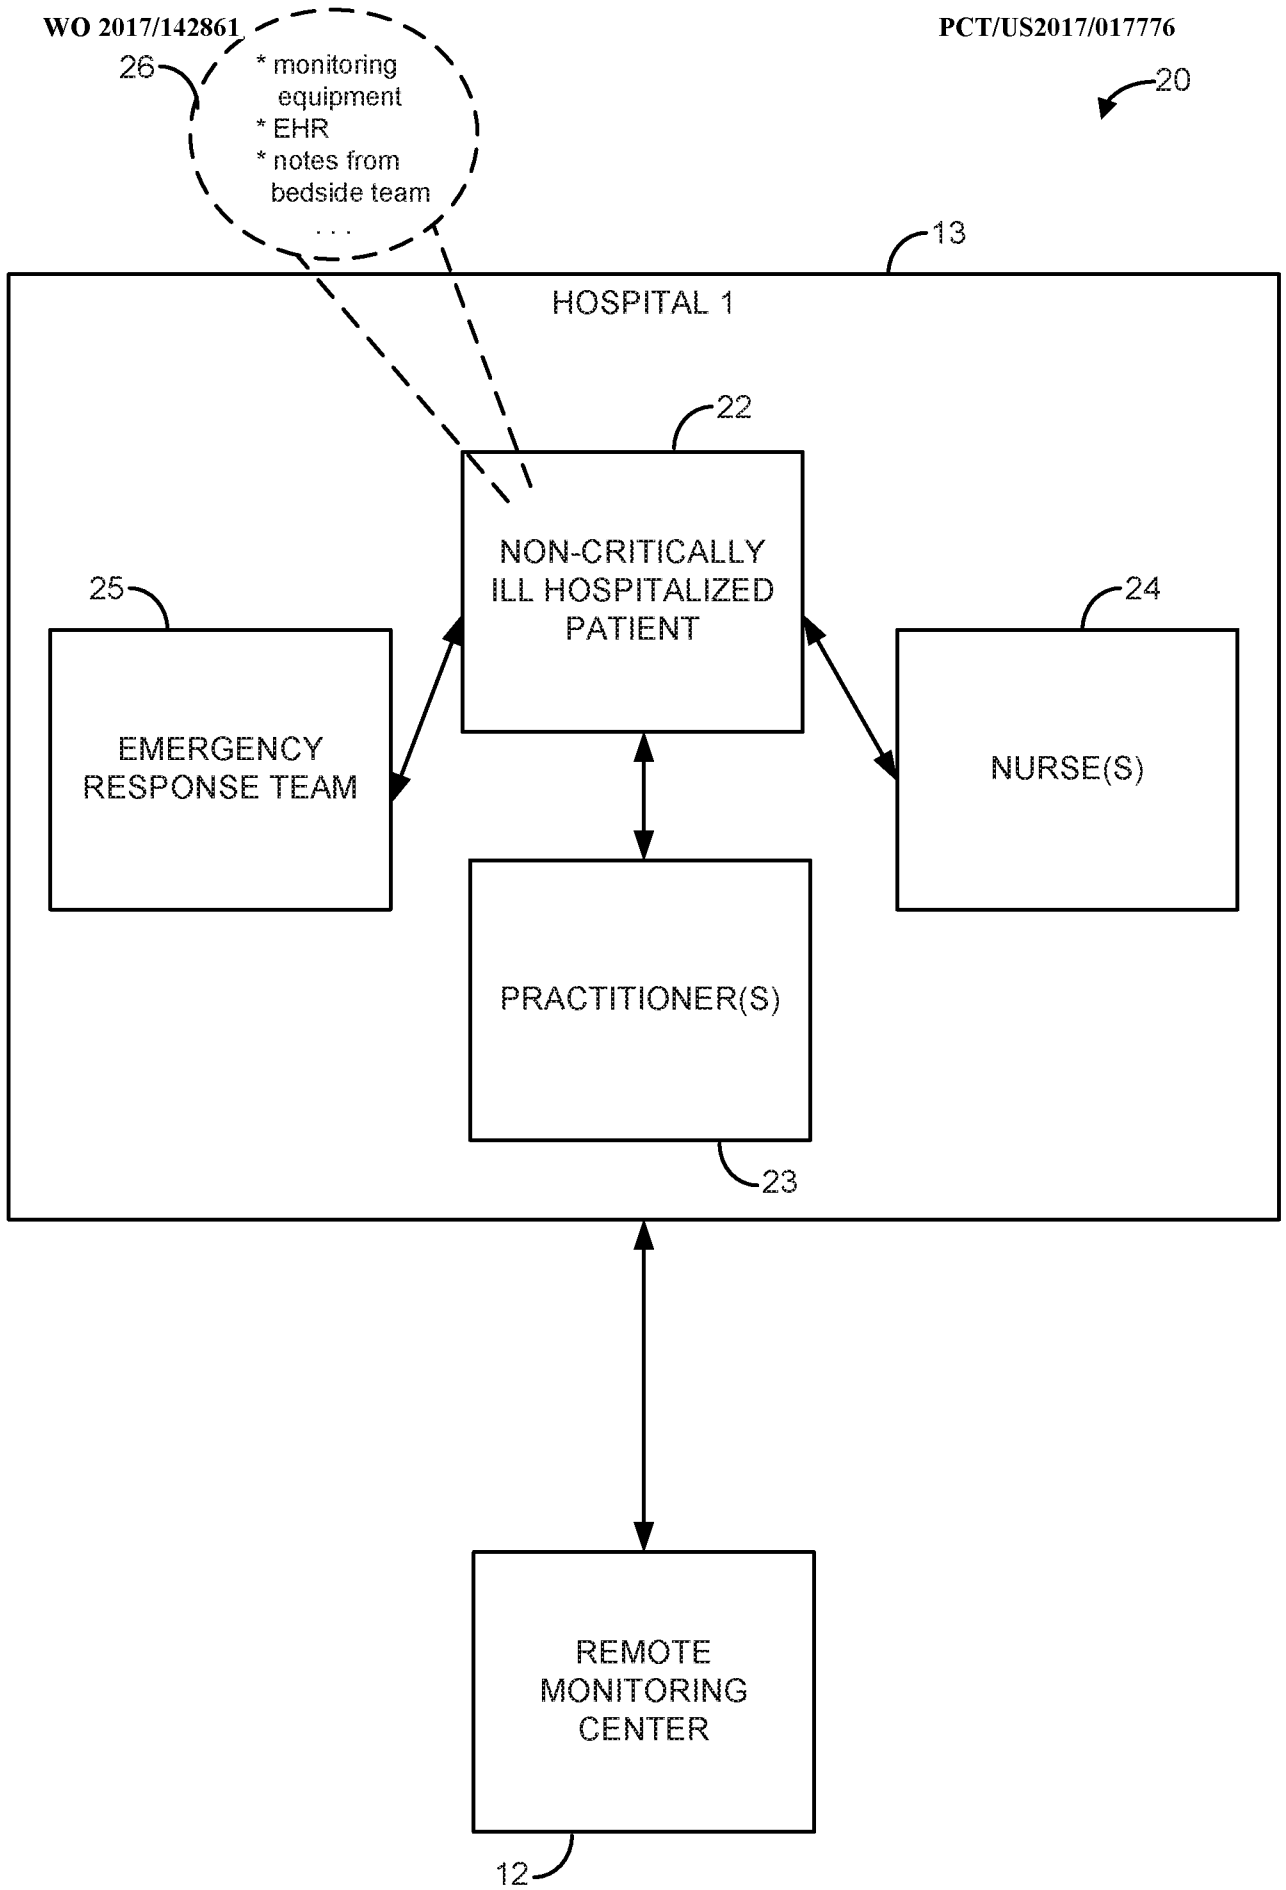 WO 2017/142861
PCT/US2017/017776
26
* monitoring
equipment
* EHR
* notes from
bedside team
. . .
20
13
HOSPITAL 1
22
NON-CRITICALLY
ILL HOSPITALIZED
PATIENT
25
24
EMERGENCY
RESPONSE TEAM
NURSE(S)
PRACTITIONER(S)
23
REMOTE
MONITORING
CENTER
12